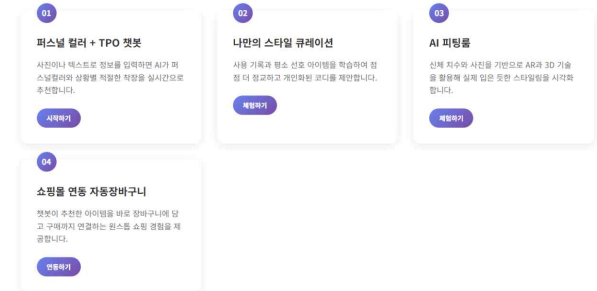 01
퍼스널 컬러 + TPO 챗봇
사진이나 텍스트로 정보를 입력하면 AI가 퍼
스널컬러와 상황별 적절한 착장을 실시간으로
추천합니다.
시작하기
02
나만의 스타일 큐레이션
사용 기록과 평소 선호 아이템을 학습하여 점
점 더 정교하고 개인화된 코디를 제안합니다.
체험하기
03
AI 피팅룸
신체 치수와 사진을 기반으로 AR과 3D 기술
을 활용해 실제 입은 듯한 스타일링을 시각화
합니다.
체험하기
04
쇼핑몰 연동 자동장바구니
챗봇이 추천한 아이템을 바로 장바구니에 담
고 구매까지 연결하는 원스톱 쇼핑 경험을 제
공합니다.
연동하기